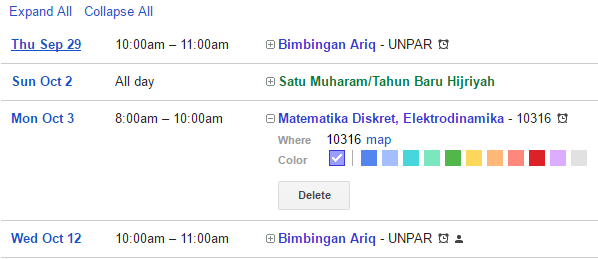 Expand All Collapse All
Thu Sep 29 10:00am – 11:00am Bimbingan Ariq - UNPAR
Sun Oct 2 All day Satu Muharam/Tahun Baru Hijriyah
Mon Oct 3 8:00am – 10:00am Matematika Diskret, Elektrodinamika - 10316
Where 10316 map
Color
Delete
Wed Oct 12 10:00am – 11:00am Bimbingan Ariq - UNPAR